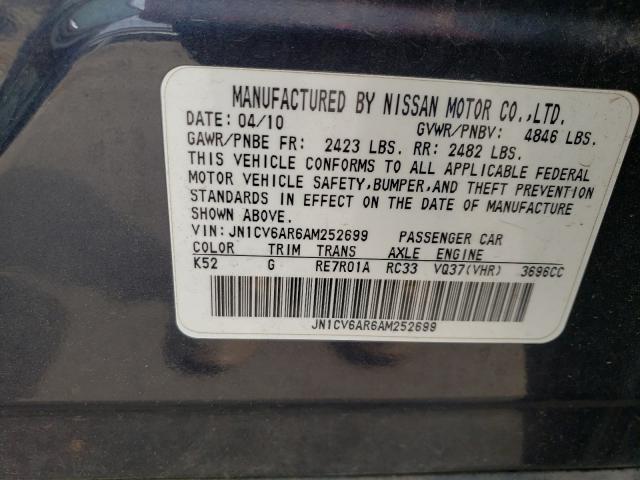 MANUFACTURED BY NISSAN MOTOR CO.,LTD.
DATE: 04/10 GVWR/PNBV: 4846 LBS.
GAWR/PNBE FR: 2423 LBS. RR: 2482 LBS.
THIS VEHICLE CONFORMS TO ALL APPLICABLE FEDERAL
MOTOR VEHICLE SAFETY,BUMPER,AND THEFT PREVENTION
STANDARDS IN EFFECT ON THE DATE OF MANUFACTURE
SHOWN ABOVE.
VIN:JN1CV6AR6AM252699 PASSENGER CAR
COLOR TRIM TRANS AXLE ENGINE
K52 G RE7R01A RC33 VQ37(VHR) 3696CC
JN1CV6AR6AM252699